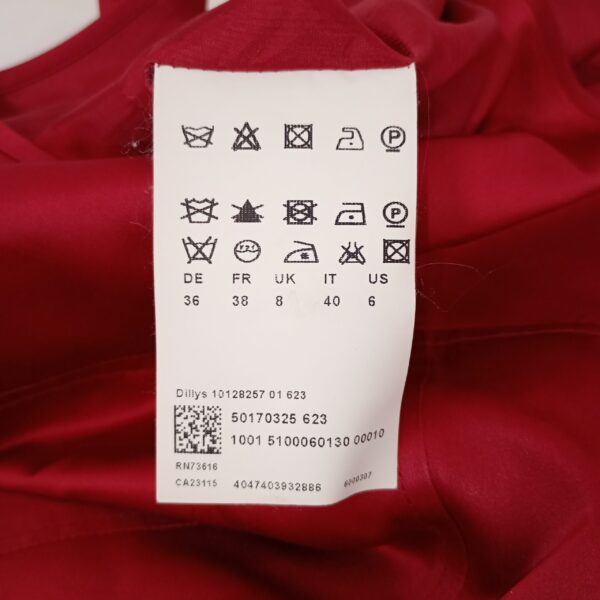 P
P
DE FR UK IT US
36 38 8 40 6
Dillys 10128257 01 623
50170325 623
1001 5100060130 00010
RN73616
CA23115 4047403932886 6000307